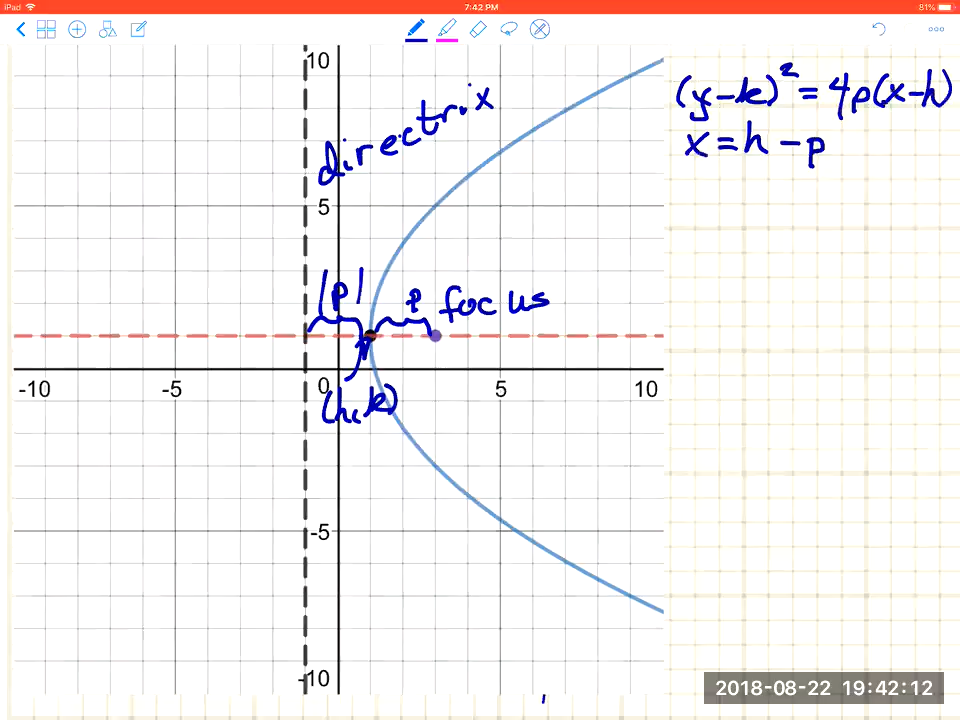 iPad
7:42 PM
81%
10
directrix
(y-k)² = 4p(x-h)
x = h - p
5
|p|
p
focus
-10
-5
0
5
10
(h,k)
-5
-10
2018-08-22 19:42:12